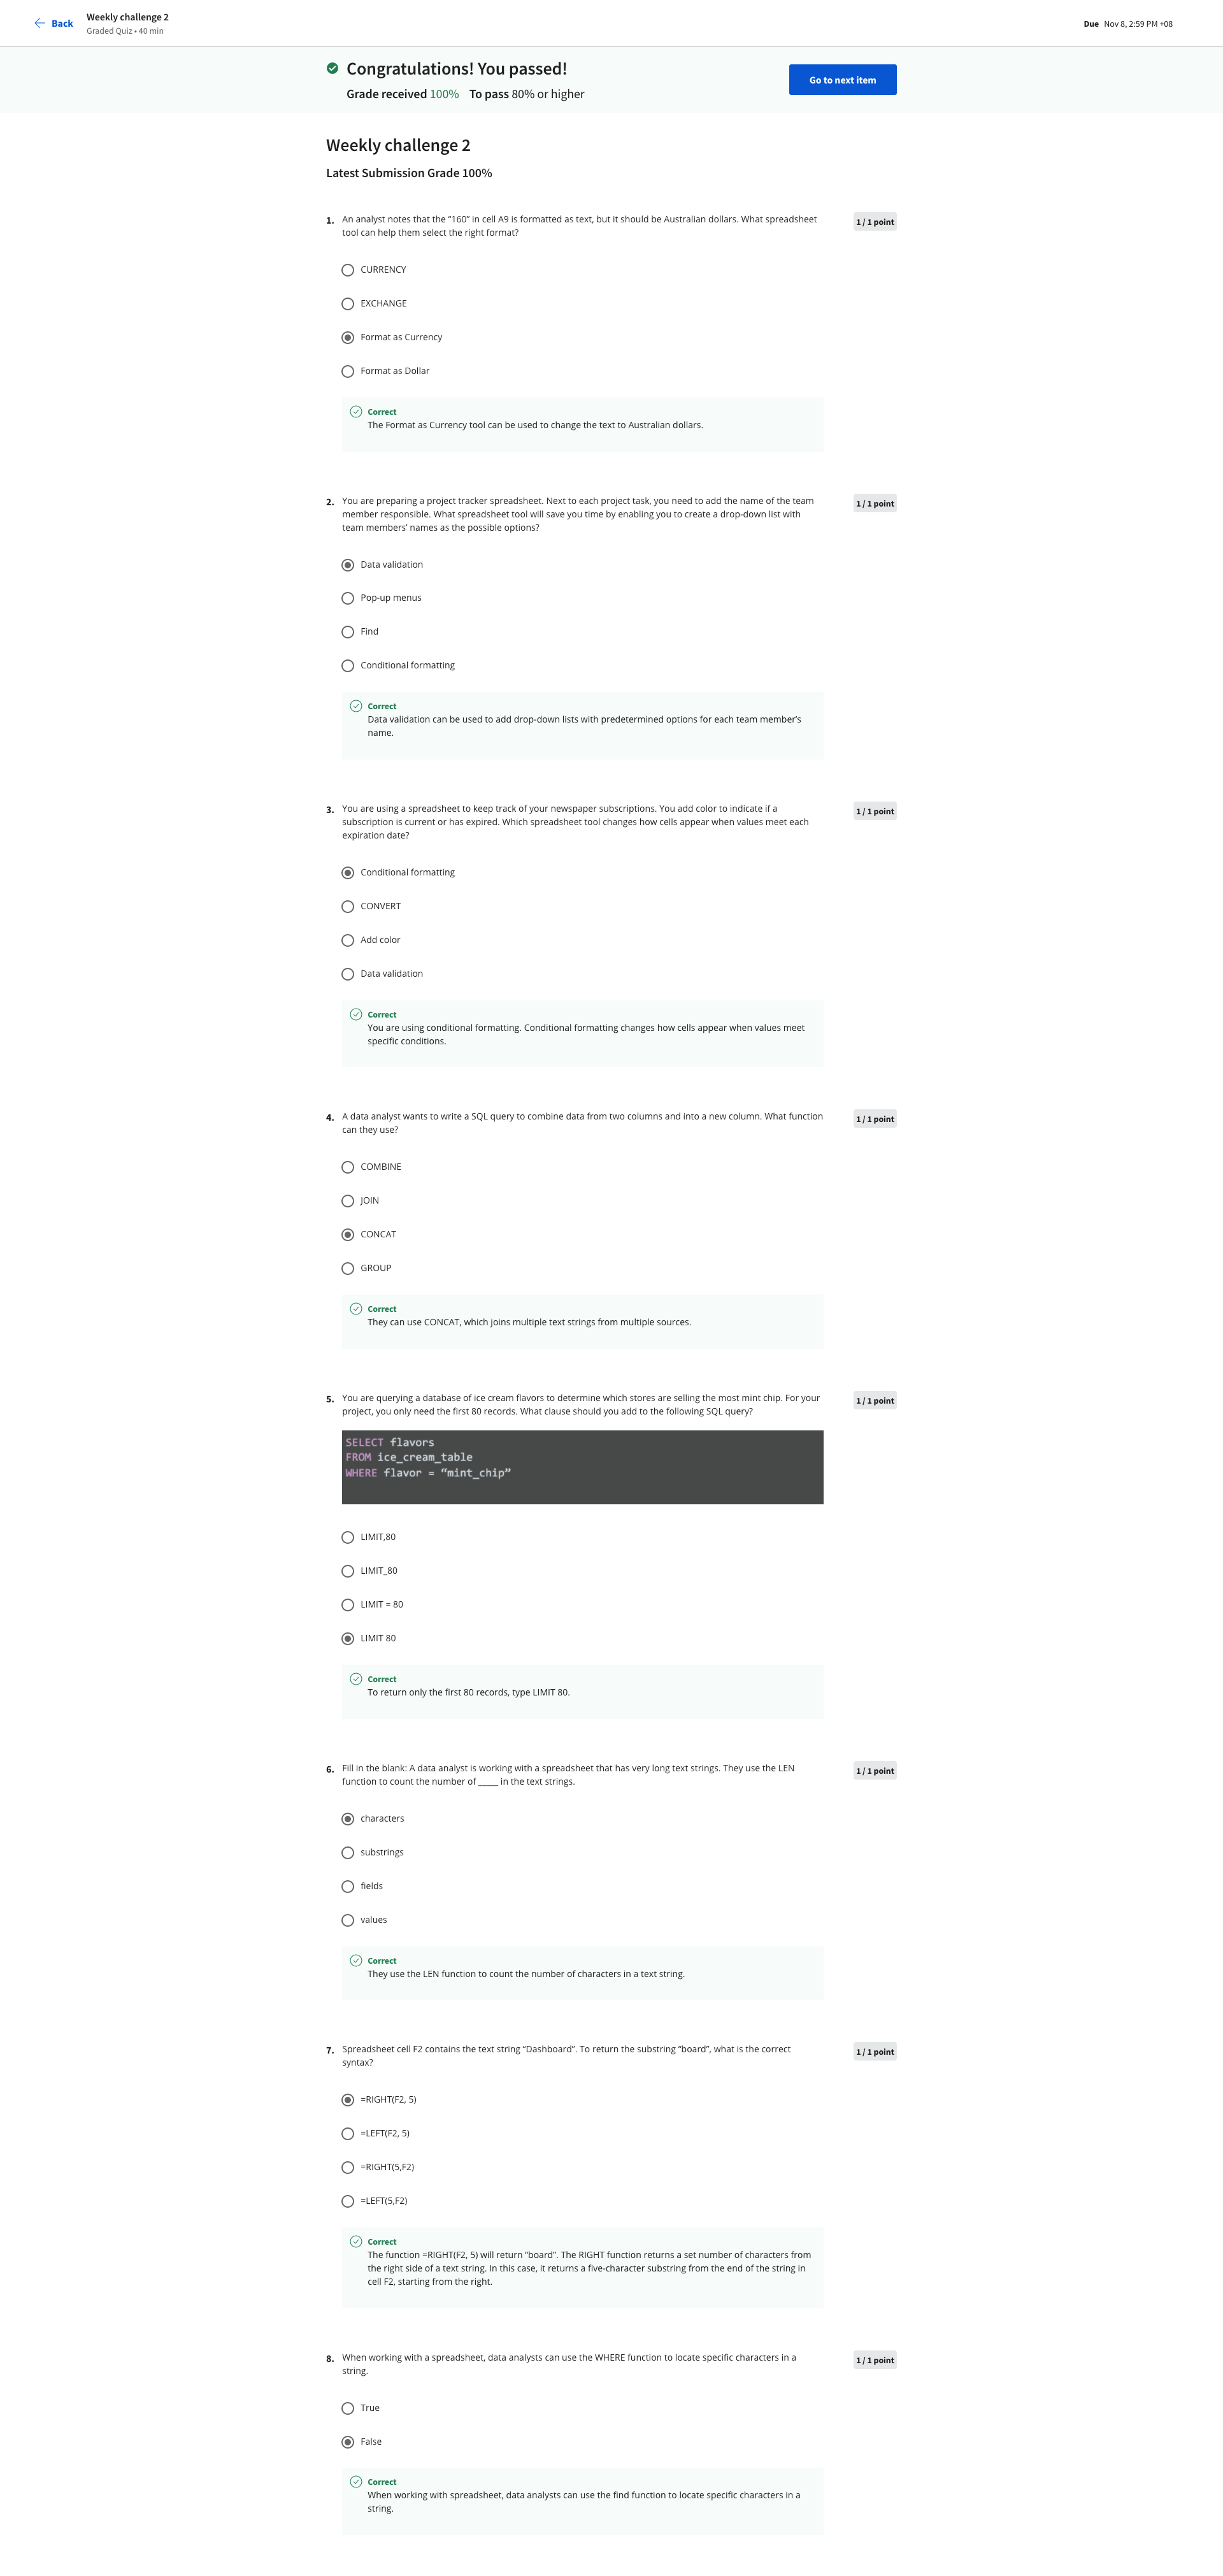 Back
Weekly challenge 2
Graded Quiz • 40 min
Due Nov 8, 2:59 PM +08
Congratulations! You passed!
Grade received 100% To pass 80% or higher
Go to next item
Weekly challenge 2
Latest Submission Grade 100%
1. An analyst notes that the “160” in cell A9 is formatted as text, but it should be Australian dollars. What spreadsheet
tool can help them select the right format?
1 / 1 point
CURRENCY
EXCHANGE
Format as Currency
Format as Dollar
Correct
The Format as Currency tool can be used to change the text to Australian dollars.
2. You are preparing a project tracker spreadsheet. Next to each project task, you need to add the name of the team
member responsible. What spreadsheet tool will save you time by enabling you to create a drop-down list with
team members’ names as the possible options?
1 / 1 point
Data validation
Pop-up menus
Find
Conditional formatting
Correct
Data validation can be used to add drop-down lists with predetermined options for each team member’s
name.
3. You are using a spreadsheet to keep track of your newspaper subscriptions. You add color to indicate if a
subscription is current or has expired. Which spreadsheet tool changes how cells appear when values meet each
expiration date?
1 / 1 point
Conditional formatting
CONVERT
Add color
Data validation
Correct
You are using conditional formatting. Conditional formatting changes how cells appear when values meet
specific conditions.
4. A data analyst wants to write a SQL query to combine data from two columns and into a new column. What function
can they use?
1 / 1 point
COMBINE
JOIN
CONCAT
GROUP
Correct
They can use CONCAT, which joins multiple text strings from multiple sources.
5. You are querying a database of ice cream flavors to determine which stores are selling the most mint chip. For your
project, you only need the first 80 records. What clause should you add to the following SQL query?
1 / 1 point
SELECT flavors
FROM ice_cream_table
WHERE flavor = “mint_chip”
LIMIT,80
LIMIT_80
LIMIT = 80
LIMIT 80
Correct
To return only the first 80 records, type LIMIT 80.
6. Fill in the blank: A data analyst is working with a spreadsheet that has very long text strings. They use the LEN
function to count the number of _____ in the text strings.
1 / 1 point
characters
substrings
fields
values
Correct
They use the LEN function to count the number of characters in a text string.
7. Spreadsheet cell F2 contains the text string “Dashboard”. To return the substring “board”, what is the correct
syntax?
1 / 1 point
=RIGHT(F2, 5)
=LEFT(F2, 5)
=RIGHT(5,F2)
=LEFT(5,F2)
Correct
The function =RIGHT(F2, 5) will return “board”. The RIGHT function returns a set number of characters from
the right side of a text string. In this case, it returns a five-character substring from the end of the string in
cell F2, starting from the right.
8. When working with a spreadsheet, data analysts can use the WHERE function to locate specific characters in a
string.
1 / 1 point
True
False
Correct
When working with spreadsheet, data analysts can use the find function to locate specific characters in a
string.